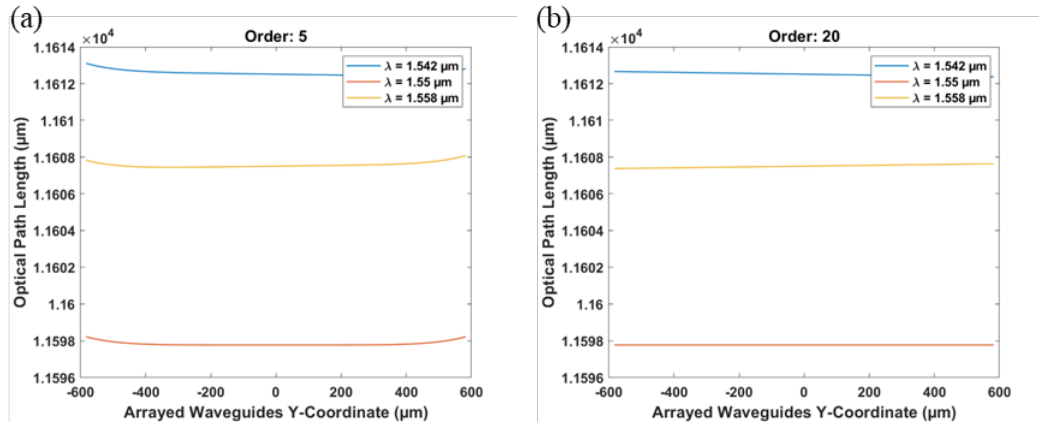 (a)
Order: 5
×10⁴
1.1614
1.1612
1.161
1.1608
1.1606
1.1604
1.1602
1.16
1.1598
1.1596
Optical Path Length (μm)
λ = 1.542 μm
λ = 1.55 μm
λ = 1.558 μm
-600 -400 -200 0 200 400 600
Arrayed Waveguides Y-Coordinate (μm)
(b)
Order: 20
×10⁴
1.1614
1.1612
1.161
1.1608
1.1606
1.1604
1.1602
1.16
1.1598
1.1596
Optical Path Length (μm)
λ = 1.542 μm
λ = 1.55 μm
λ = 1.558 μm
-600 -400 -200 0 200 400 600
Arrayed Waveguides Y-Coordinate (μm)